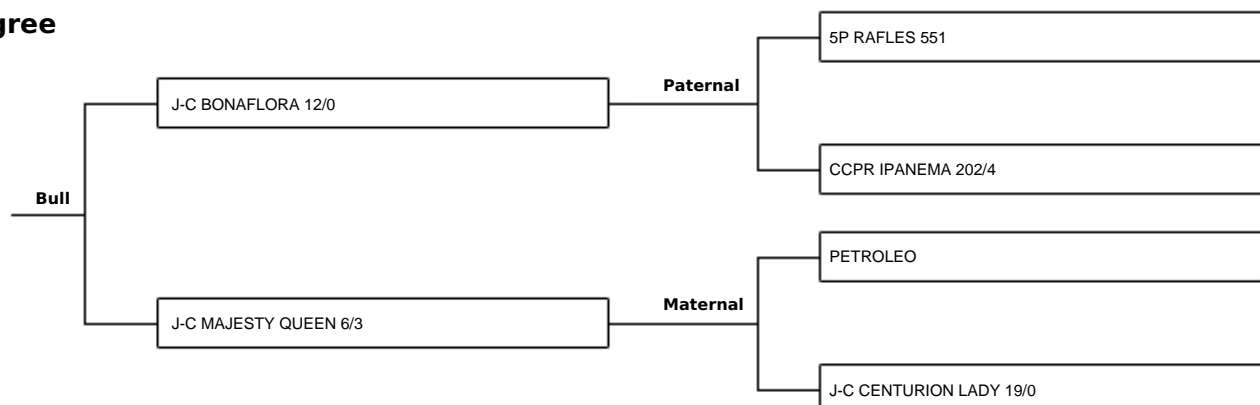 gree
5P RAFLES 551
Paternal
J-C BONAFLORA 12/0
CCPR IPANEMA 202/4
Bull
PETROLEO
Maternal
J-C MAJESTY QUEEN 6/3
J-C CENTURION LADY 19/0